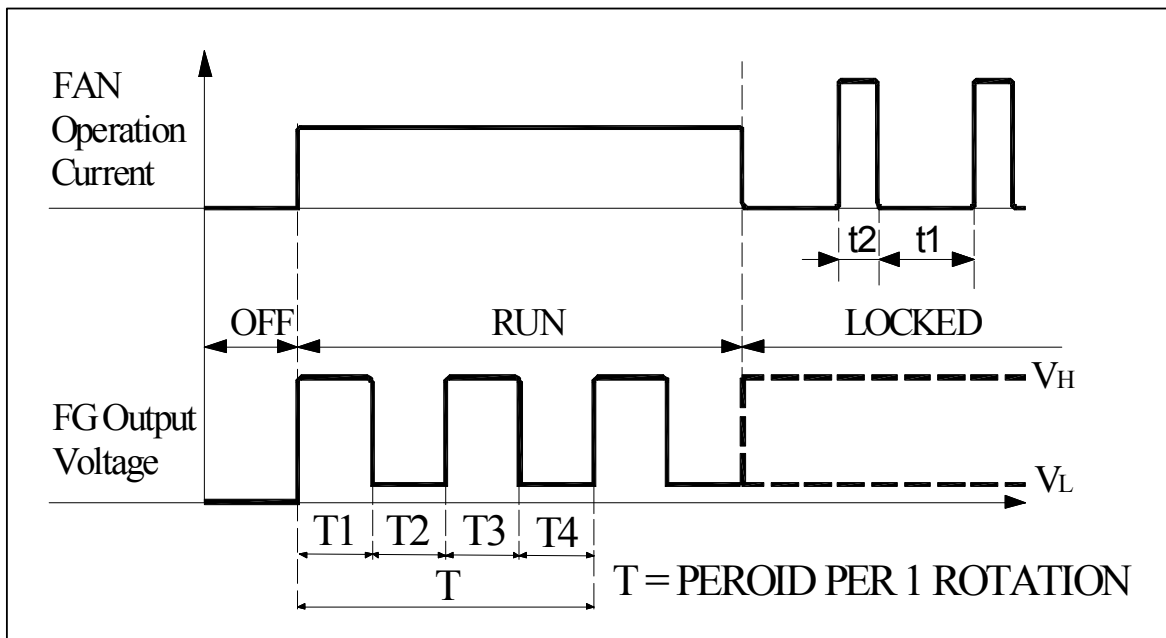 FAN
Operation
Current
t2
t1
OFF
RUN
LOCKED
FG Output
Voltage
VH
VL
T1
T2
T3
T4
T
T = PEROID PER 1 ROTATION